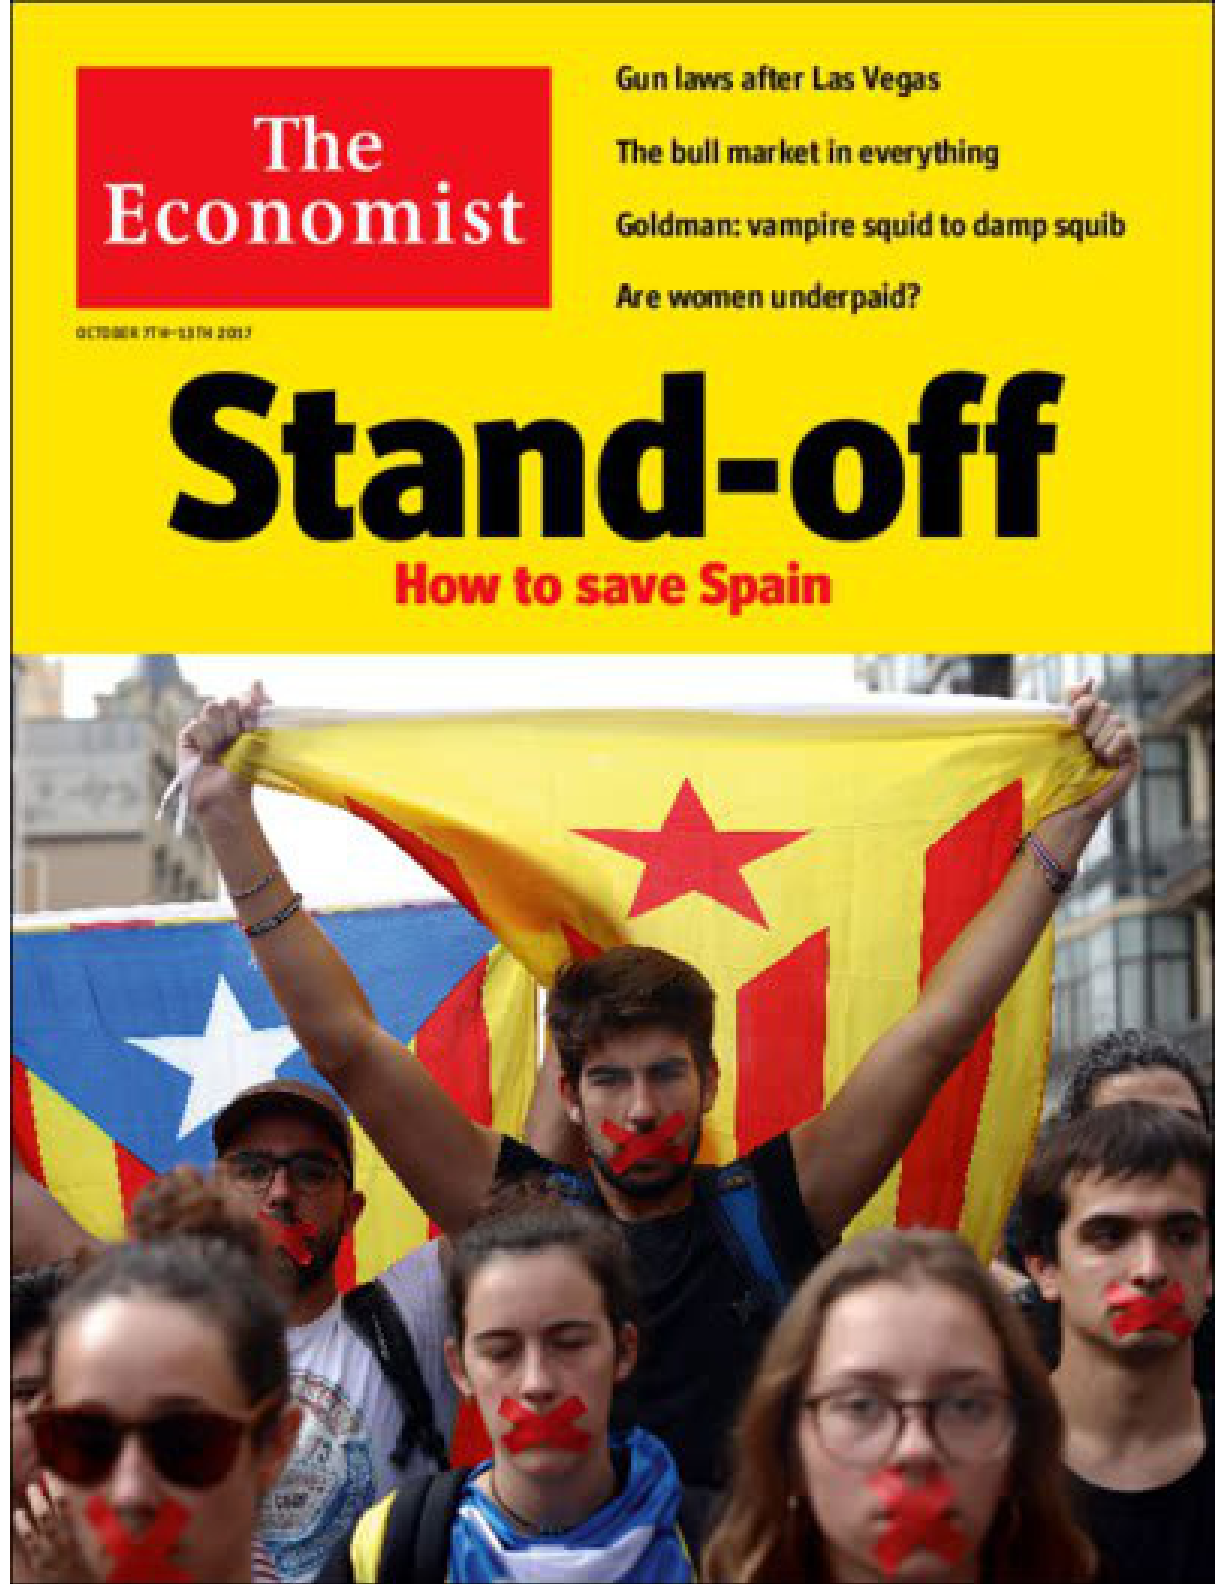 The
Economist
OCTOBER 7TH–13TH 2017
Gun laws after Las Vegas
The bull market in everything
Goldman: vampire squid to damp squib
Are women underpaid?
Stand-off
How to save Spain